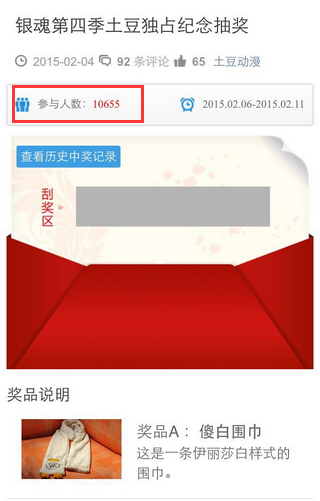 银魂第四季土豆独占纪念抽奖
2015-02-04 92 条评论 65 土豆动漫
参与人数：10655 2015.02.06-2015.02.11
查看历史中奖记录
刮奖区
奖品说明
奖品A： 傻白围巾
这是一条伊丽莎白样式的
围巾。